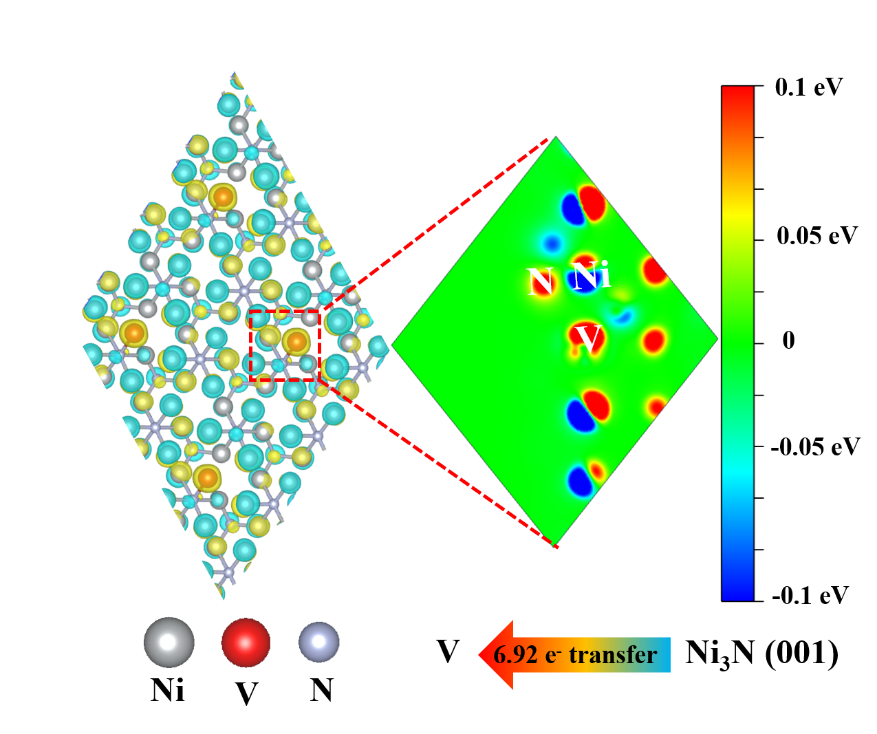 0.1 eV
0.05 eV
N Ni
V
0
-0.05 eV
-0.1 eV
Ni V N
V 6.92 e⁻ transfer Ni₃N (001)